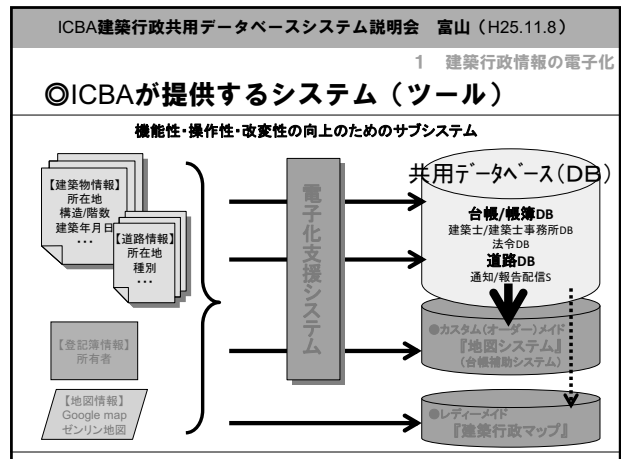 ICBA建築行政共用データベースシステム説明会　富山（H25.11.8）
1　建築行政情報の電子化
◎ICBAが提供するシステム（ツール）
機能性・操作性・改変性の向上のためのサブシステム
【建築物情報】
所在地
構造/階数
建築年月日
…
【道路情報】
所在地
種別
…
【登記簿情報】
所有者
【地図情報】
Google map
ゼンリン地図
電子化支援システム
共用ﾃﾞｰﾀﾍﾞｰｽ(DB)
台帳/帳簿DB
建築士/建築士事務所DB
法令DB
道路DB
通知/報告配信S
●カスタム(オーダー)メイド
『地図システム』
(台帳補助システム)
●レディーメイド
『建築行政マップ』